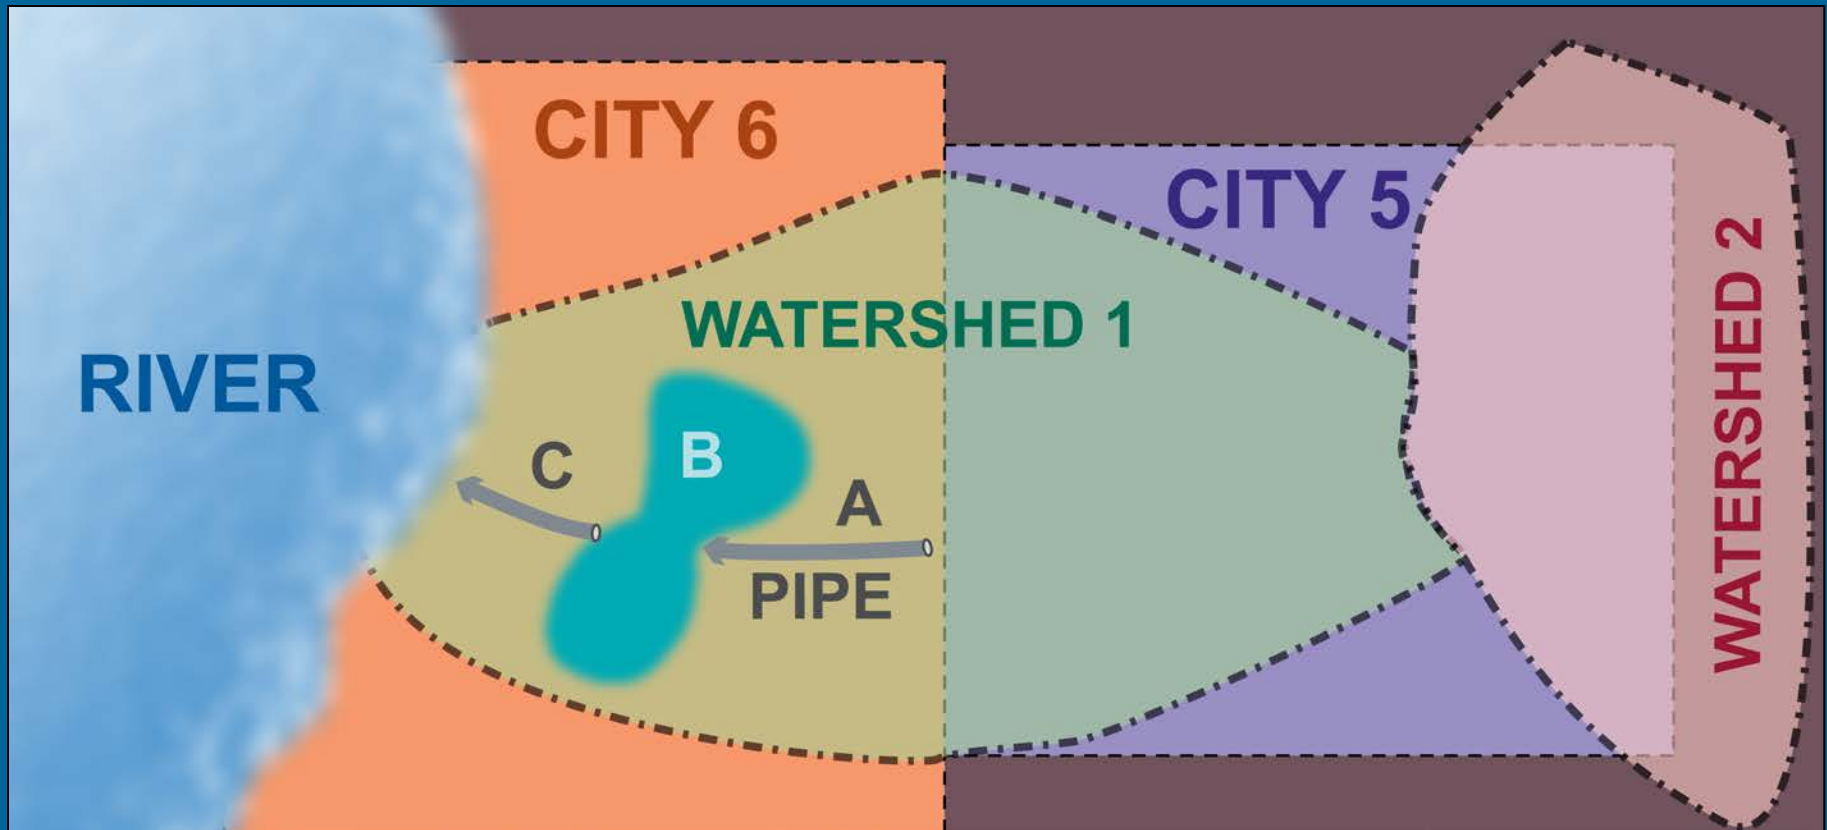 CITY 6
CITY 5
WATERSHED 1
WATERSHED 2
RIVER
C
B
A
PIPE